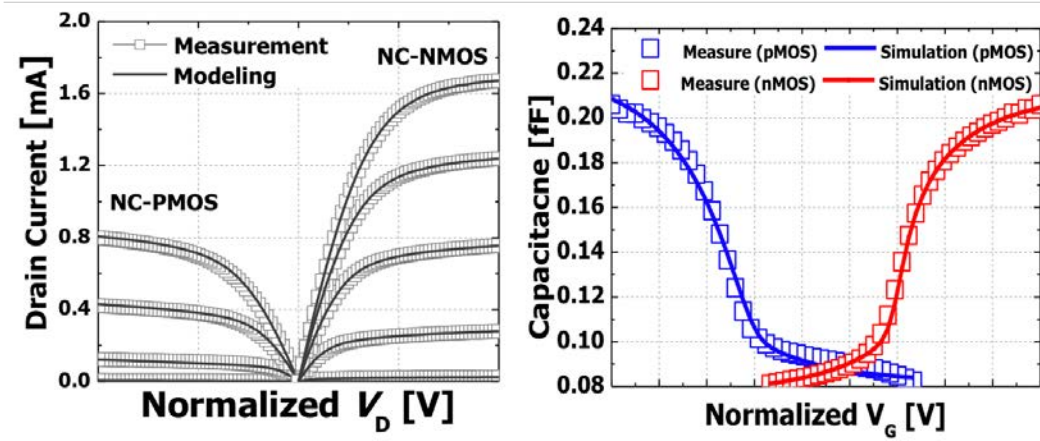 2.0
1.6
1.2
0.8
0.4
0.0
Drain Current [mA]
Measurement
Modeling
NC-NMOS
NC-PMOS
Normalized VD [V]
0.24
0.22
0.20
0.18
0.16
0.14
0.12
0.10
0.08
Capacitacne [fF]
Measure (pMOS) Simulation (pMOS)
Measure (nMOS) Simulation (nMOS)
Normalized VG [V]